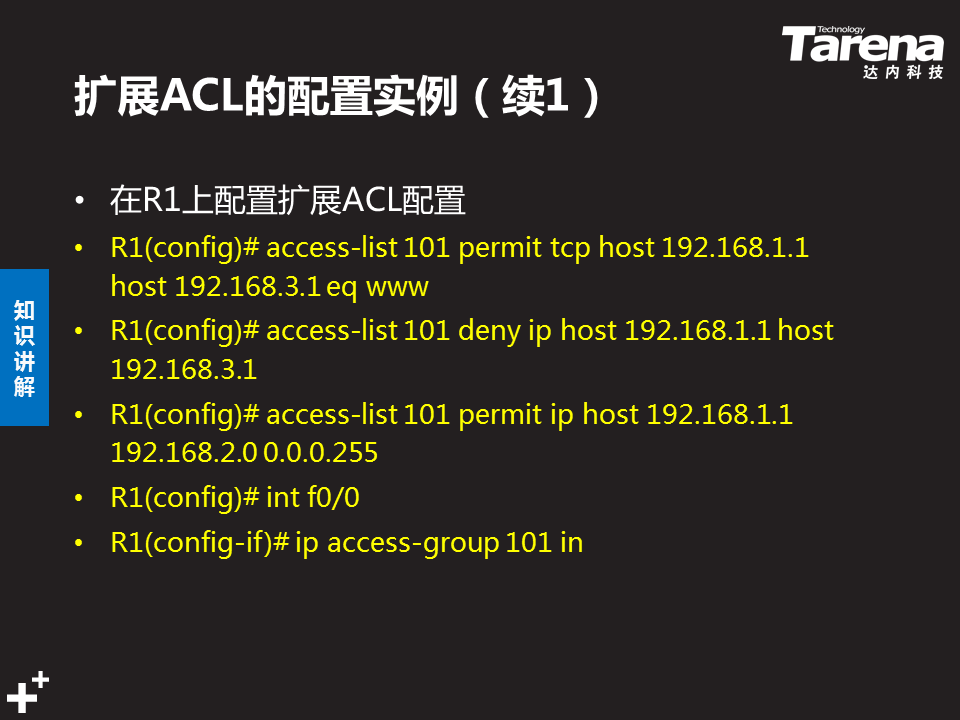 Technology
Tarena
达内科技
扩展ACL的配置实例（续1）
• 在R1上配置扩展ACL配置
• R1(config)# access-list 101 permit tcp host 192.168.1.1
host 192.168.3.1 eq www
• R1(config)# access-list 101 deny ip host 192.168.1.1 host
192.168.3.1
• R1(config)# access-list 101 permit ip host 192.168.1.1
192.168.2.0 0.0.0.255
• R1(config)# int f0/0
• R1(config-if)# ip access-group 101 in
知
识
讲
解